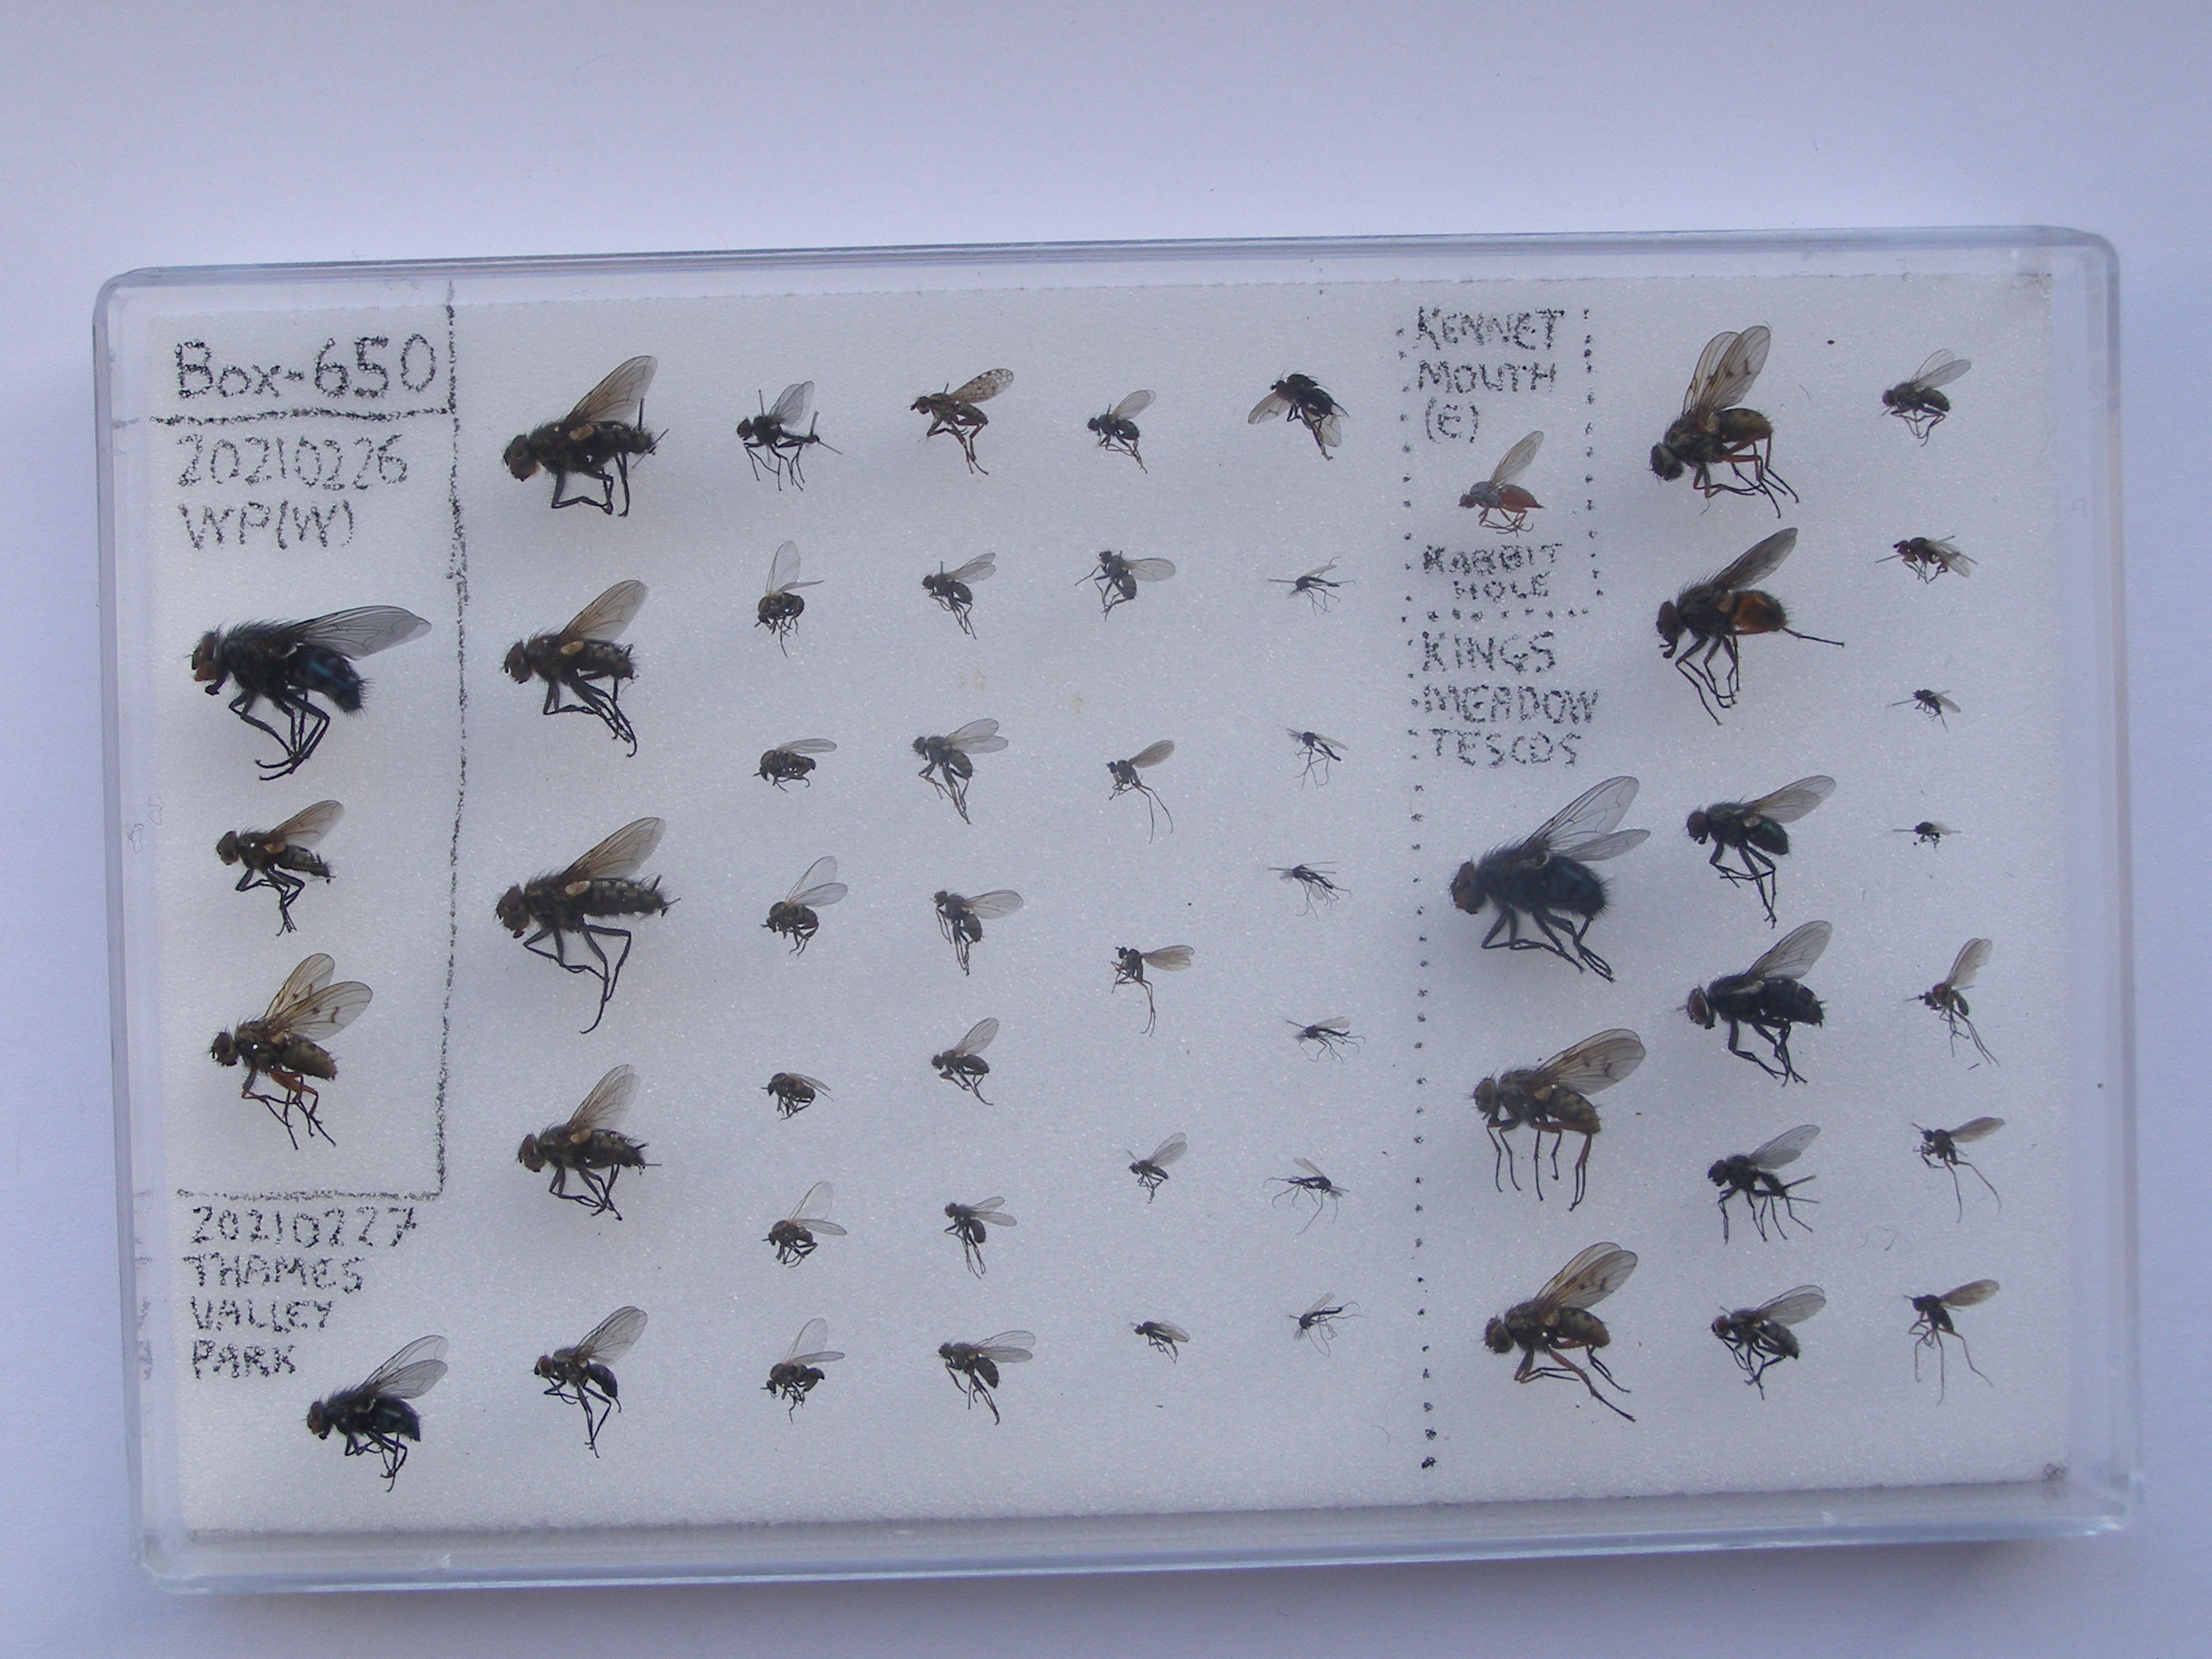 Box-650
20210226
WP(W)
20210227
THAMES
VALLEY
PARK
KENNET
MOUTH
(E)
RABBIT
HOLE
KINGS
MEADOW
TESCOS